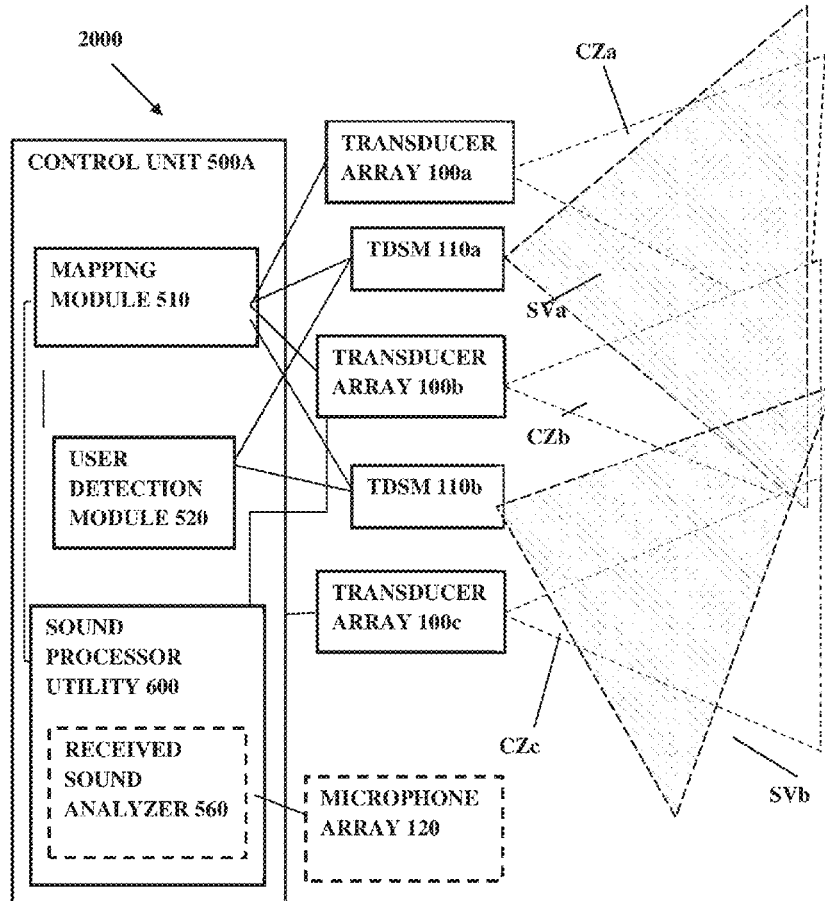 2000
CONTROL UNIT 500A
MAPPING
MODULE 510
USER
DETECTION
MODULE 520
SOUND
PROCESSOR
UTILITY 600
RECEIVED
SOUND
ANALYZER 560
TRANSDUCER
ARRAY 100a
TDSM 110a
TRANSDUCER
ARRAY 100b
TDSM 110b
TRANSDUCER
ARRAY 100c
MICROPHONE
ARRAY 120
CZa
SVa
CZb
CZc
SVb